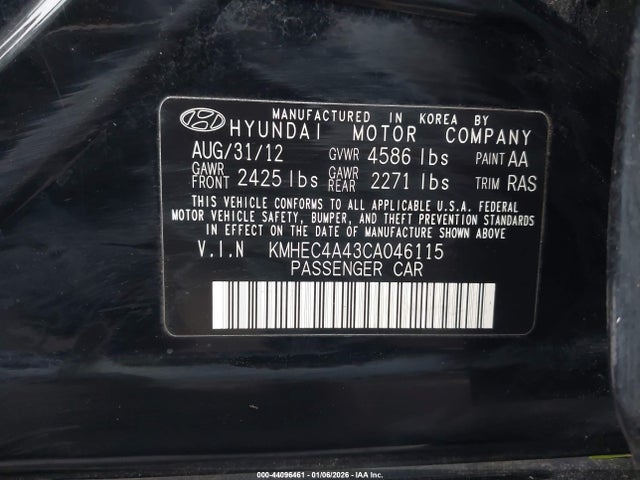 MANUFACTURED IN KOREA BY
HYUNDAI MOTOR COMPANY
AUG/31/12 GVWR 4586 lbs PAINT AA
GAWR FRONT 2425 lbs GAWR REAR 2271 lbs TRIM RAS
THIS VEHICLE CONFORMS TO ALL APPLICABLE U.S.A. FEDERAL
MOTOR VEHICLE SAFETY, BUMPER, AND THEFT PREVENTION STANDARDS
IN EFFECT ON THE DATE OF MANUFACTURE SHOWN ABOVE
V.I.N KMHEC4A43CA046115
PASSENGER CAR
000-44096461 - 01/06/2026 - IAA Inc.